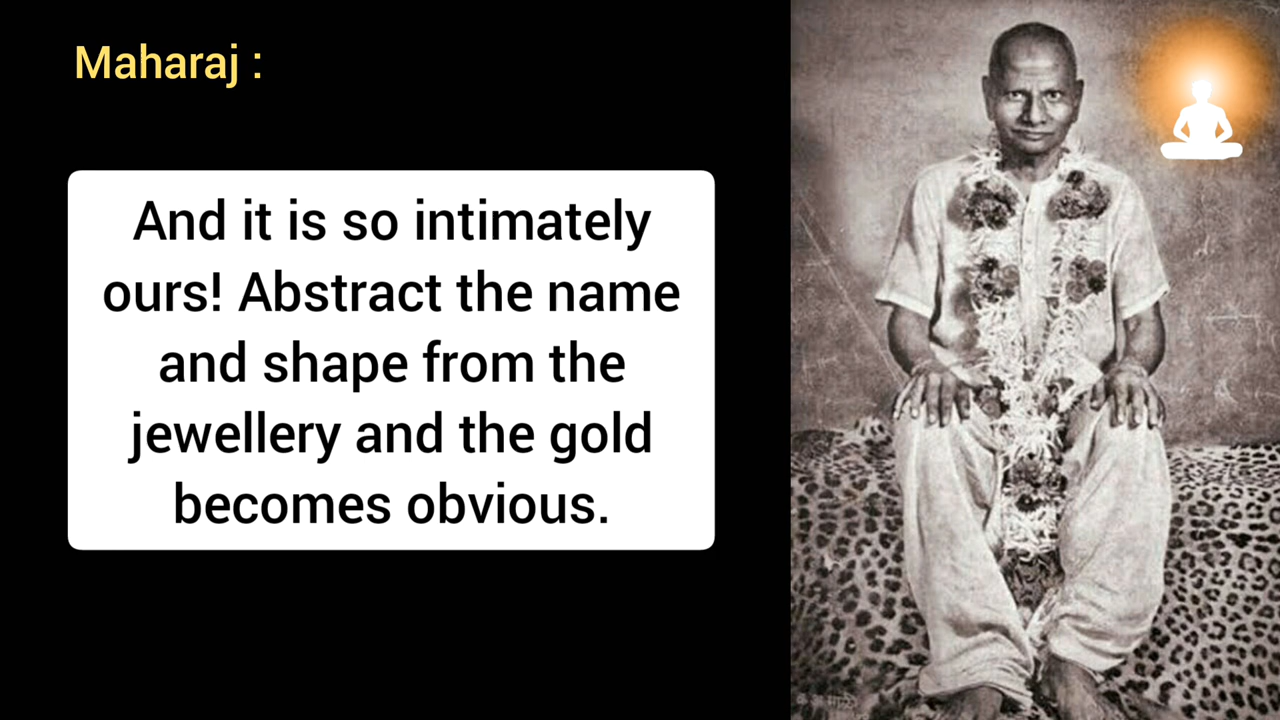 Maharaj :
And it is so intimately
ours! Abstract the name
and shape from the
jewellery and the gold
becomes obvious.